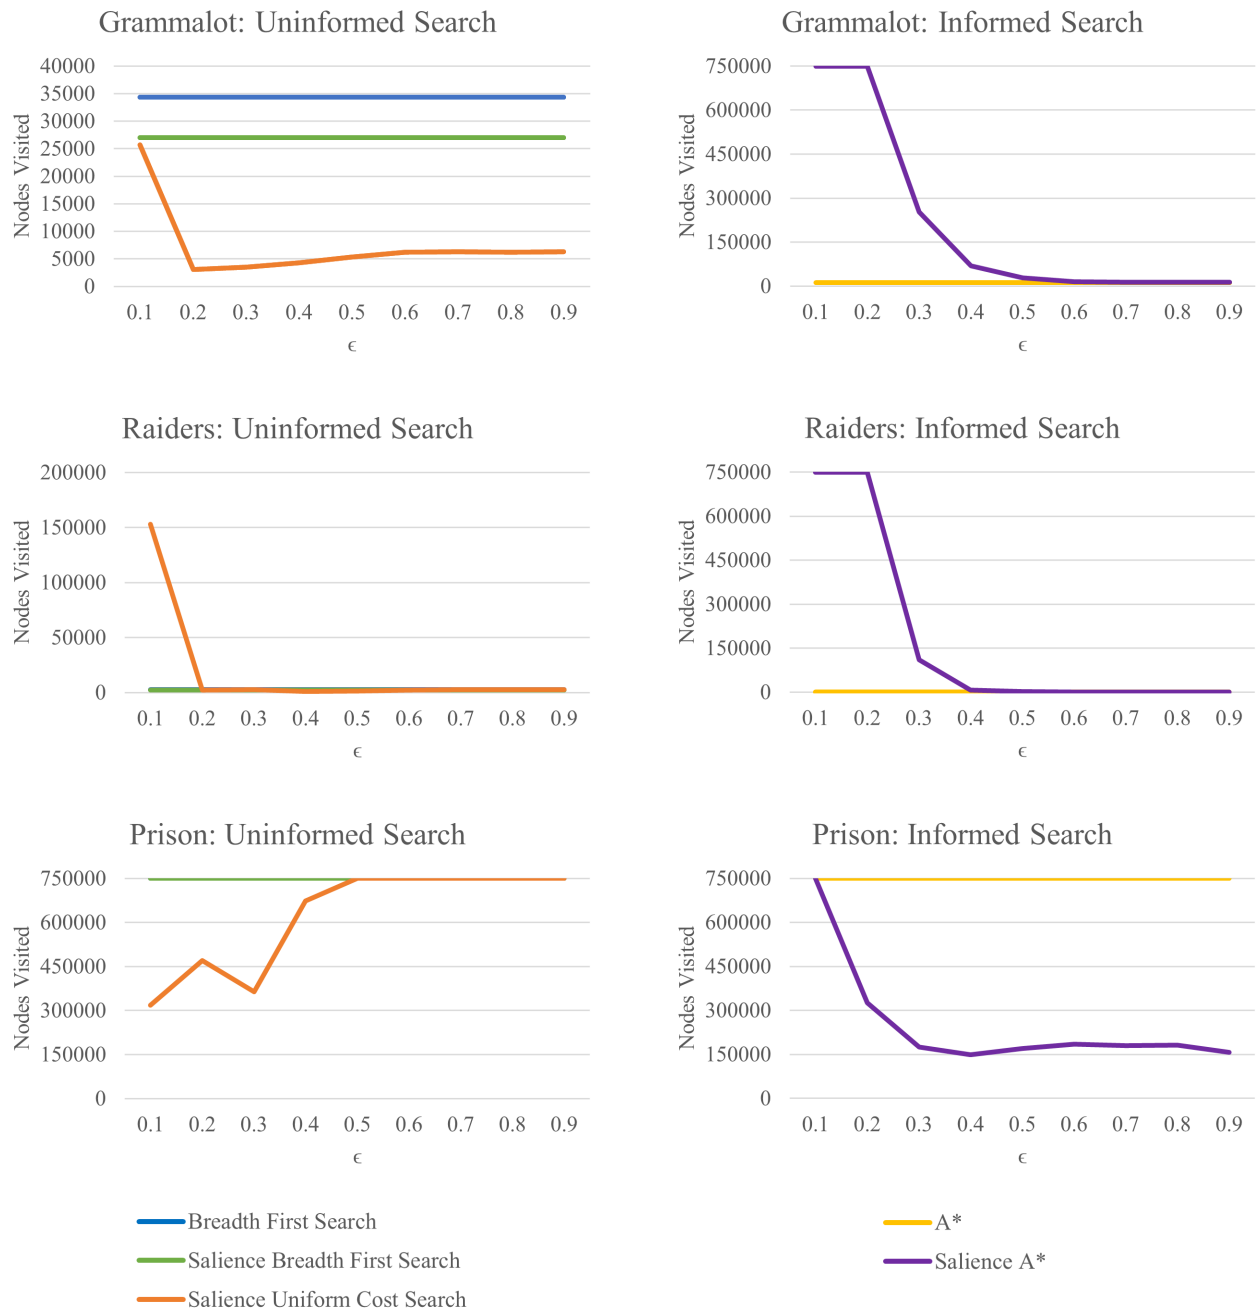 Grammalot: Uninformed Search
40000
35000
30000
25000
20000
15000
10000
5000
0
Nodes Visited
0.1 0.2 0.3 0.4 0.5 0.6 0.7 0.8 0.9
ϵ
Grammalot: Informed Search
750000
600000
450000
300000
150000
0
Nodes Visited
0.1 0.2 0.3 0.4 0.5 0.6 0.7 0.8 0.9
ϵ
Raiders: Uninformed Search
200000
150000
100000
50000
0
Nodes Visited
0.1 0.2 0.3 0.4 0.5 0.6 0.7 0.8 0.9
ϵ
Raiders: Informed Search
750000
600000
450000
300000
150000
0
Nodes Visited
0.1 0.2 0.3 0.4 0.5 0.6 0.7 0.8 0.9
ϵ
Prison: Uninformed Search
750000
600000
450000
300000
150000
0
Nodes Visited
0.1 0.2 0.3 0.4 0.5 0.6 0.7 0.8 0.9
ϵ
Prison: Informed Search
750000
600000
450000
300000
150000
0
Nodes Visited
0.1 0.2 0.3 0.4 0.5 0.6 0.7 0.8 0.9
ϵ
Breadth First Search
Salience Breadth First Search
Salience Uniform Cost Search
A*
Salience A*